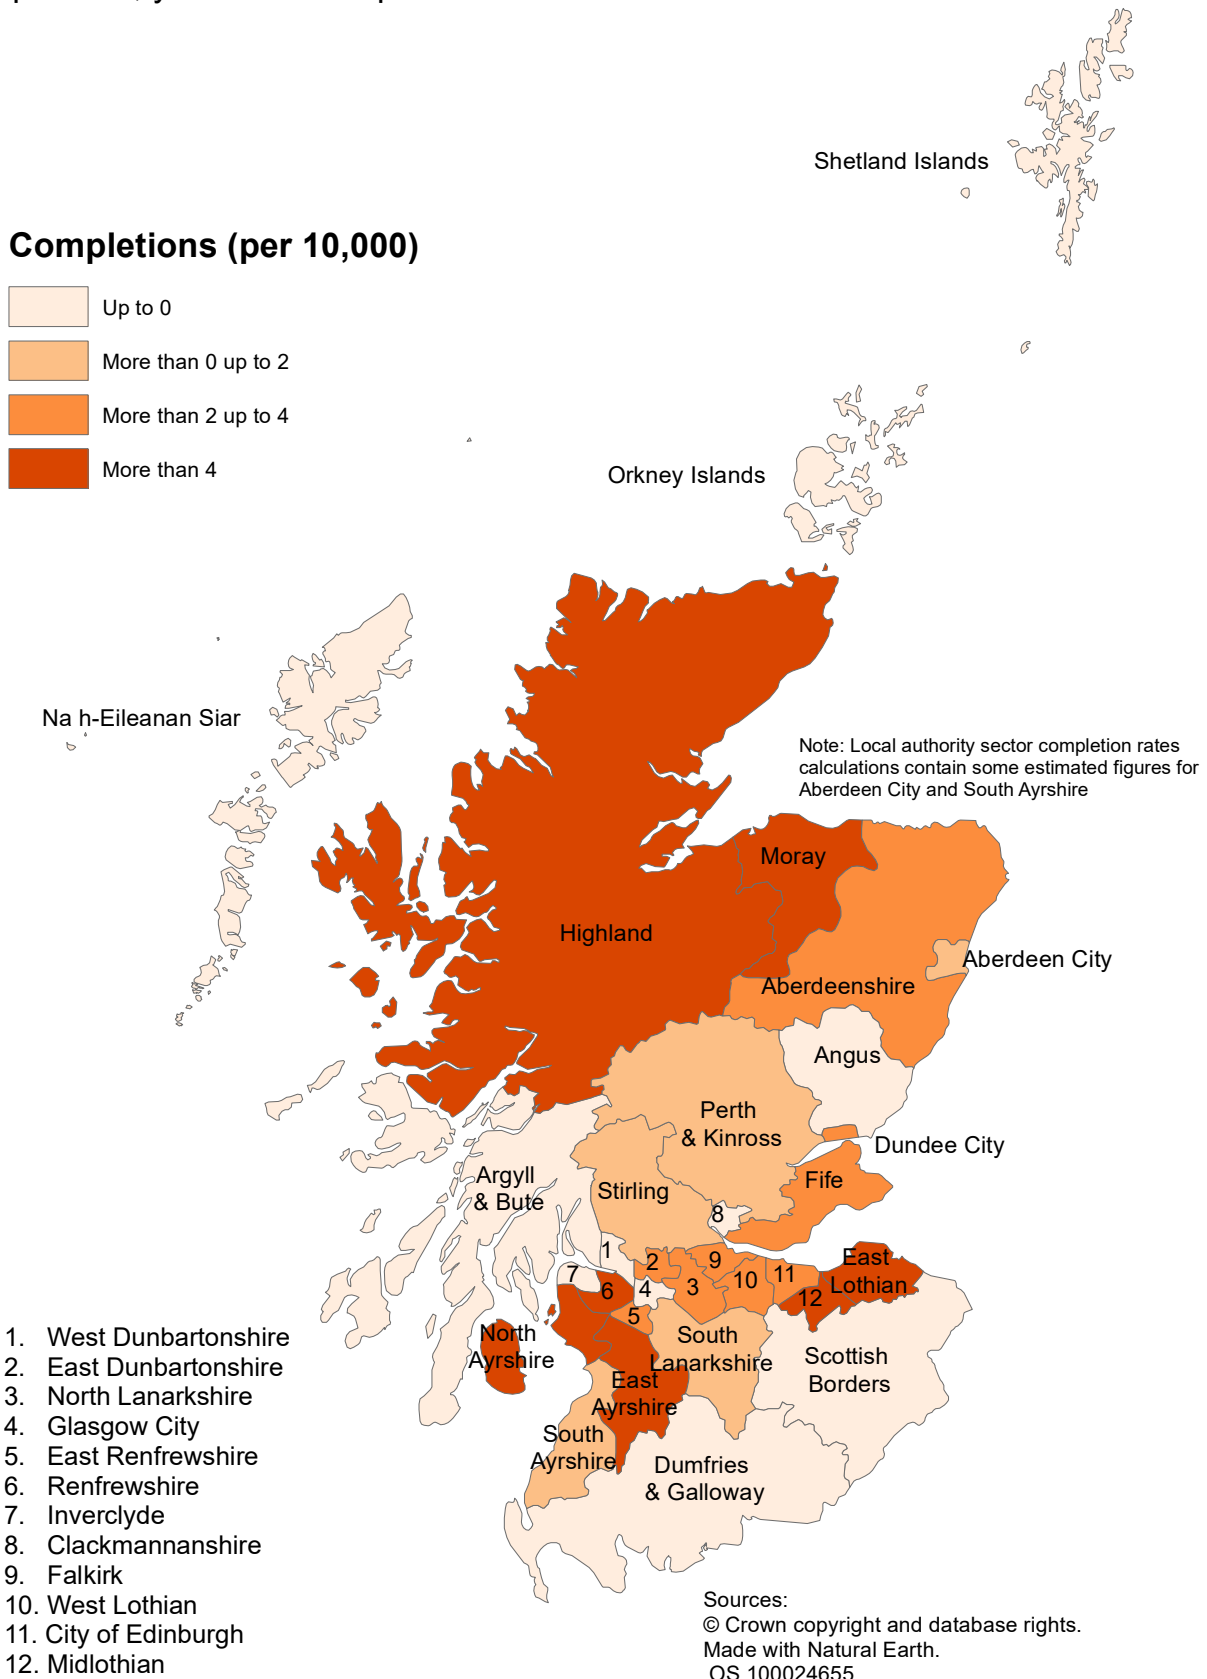 Shetland Islands
Completions (per 10,000)
Up to 0
More than 0 up to 2
More than 2 up to 4
More than 4
Orkney Islands
Na h-Eileanan Siar
Note: Local authority sector completion rates
calculations contain some estimated figures for
Aberdeen City and South Ayrshire
Moray
Highland
Aberdeen City
Aberdeenshire
Angus
Perth
& Kinross
Dundee City
Argyll
& Bute
Stirling
Fife
8
1
2
9
11
East
Lothian
7
6
4
3
10
12
5
North
Ayrshire
South
Lanarkshire
Scottish
Borders
East
Ayrshire
South
Ayrshire
Dumfries
& Galloway
1. West Dunbartonshire
2. East Dunbartonshire
3. North Lanarkshire
4. Glasgow City
5. East Renfrewshire
6. Renfrewshire
7. Inverclyde
8. Clackmannanshire
9. Falkirk
10. West Lothian
11. City of Edinburgh
12. Midlothian
Sources:
© Crown copyright and database rights.
Made with Natural Earth.
OS 100024655